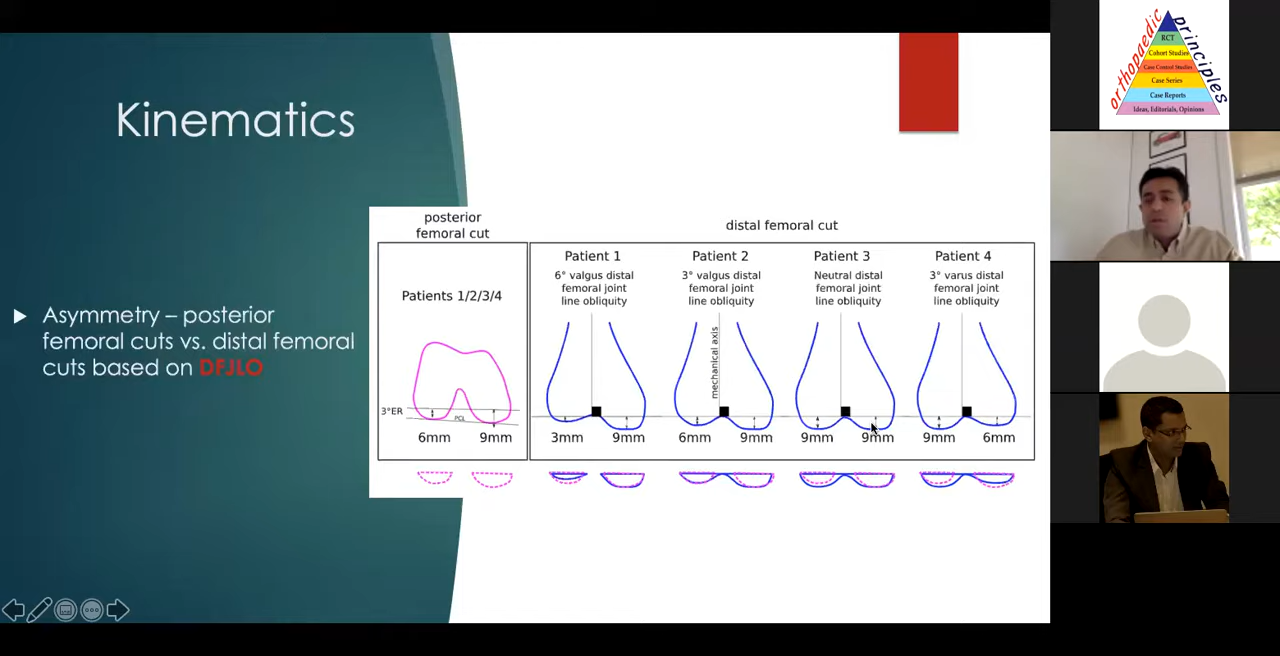 Kinematics
Asymmetry – posterior
femoral cuts vs. distal femoral
cuts based on DFJLO
posterior
femoral cut
distal femoral cut
Patients 1/2/3/4
3°ER
PCL
6mm 9mm
Patient 1
6° valgus distal
femoral joint
line obliquity
3mm 9mm
Patient 2
3° valgus distal
femoral joint
line obliquity
mechanical axis
6mm 9mm
Patient 3
Neutral distal
femoral joint
line obliquity
9mm 9mm
Patient 4
3° varus distal
femoral joint
line obliquity
9mm 6mm
orthopaedic principles
RCT
Cohort Studies
Case Control Studies
Case Series
Case Reports
Ideas, Editorials, Opinions